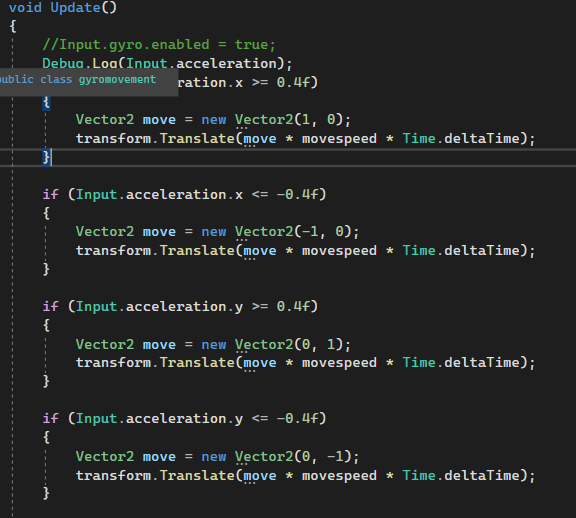 void Update()
{
//Input.gyro.enabled = true;
Debug.Log(Input.acceleration);
public class gyromovement
ration.x >= 0.4f)
{
Vector2 move = new Vector2(1, 0);
transform.Translate(move * movespeed * Time.deltaTime);
}
if (Input.acceleration.x <= -0.4f)
{
Vector2 move = new Vector2(-1, 0);
transform.Translate(move * movespeed * Time.deltaTime);
}
if (Input.acceleration.y >= 0.4f)
{
Vector2 move = new Vector2(0, 1);
transform.Translate(move * movespeed * Time.deltaTime);
}
if (Input.acceleration.y <= -0.4f)
{
Vector2 move = new Vector2(0, -1);
transform.Translate(move * movespeed * Time.deltaTime);
}